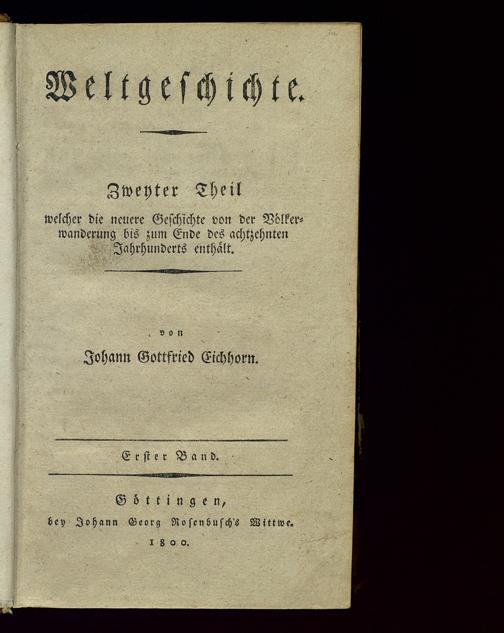 Weltgeschichte.
Zweyter Theil
welcher die neuere Geschichte von der Völker-
wanderung bis zum Ende des achtzehnten
Jahrhunderts enthält.
von
Johann Gottfried Eichhorn.
Erster Band.
Göttingen,
bey Johann Georg Rosenbusch's Wittwe.
1800.